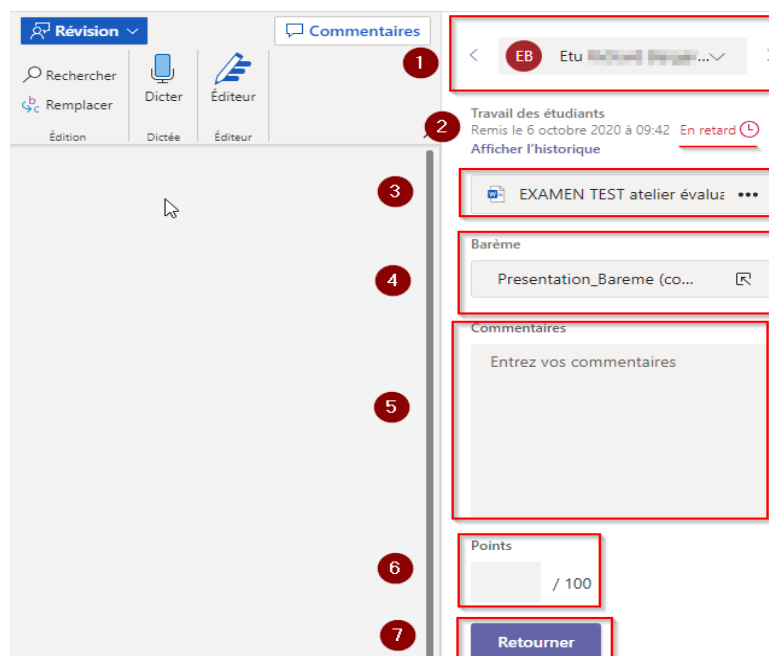 Révision
Commentaires
Rechercher
Remplacer
Dicter
Éditeur
Édition
Dictée
Éditeur
1
EB
Etu
...
2
Travail des étudiants
Remis le 6 octobre 2020 à 09:42 En retard
Afficher l'historique
3
EXAMEN TEST atelier évalua •••
Barème
4
Presentation_Bareme (co...
Commentaires
Entrez vos commentaires
5
Points
6
/ 100
7
Retourner